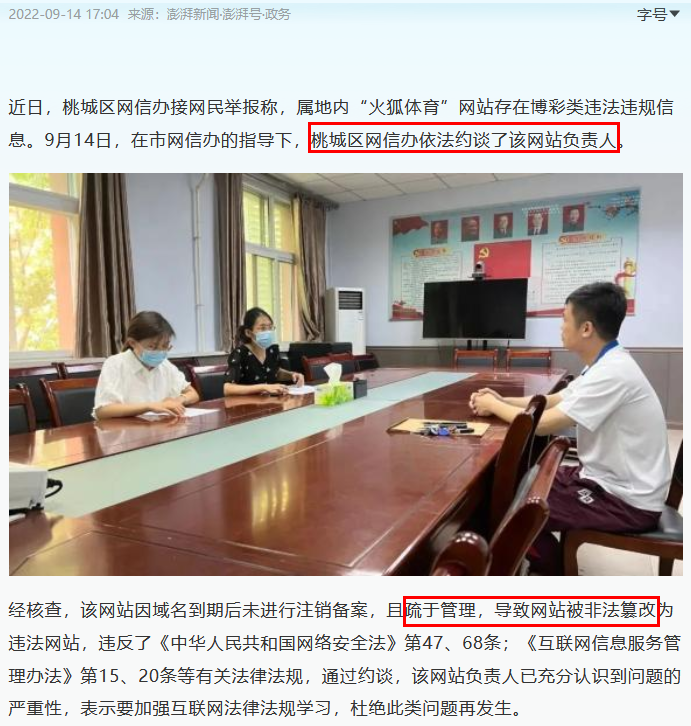 2022-09-14 17:04 来源：澎湃新闻·澎湃号·政务
字号
近日，桃城区网信办接网民举报称，属地内“火狐体育”网站存在博彩类违法违规信
息。9月14日，在市网信办的指导下，桃城区网信办依法约谈了该网站负责人。
经核查，该网站因域名到期后未进行注销备案，且疏于管理，导致网站被非法篡改为
违法网站，违反了《中华人民共和国网络安全法》第47、68条；《互联网信息服务管
理办法》第15、20条等有关法律法规，通过约谈，该网站负责人已充分认识到问题的
严重性，表示要加强互联网法律法规学习，杜绝此类问题再发生。